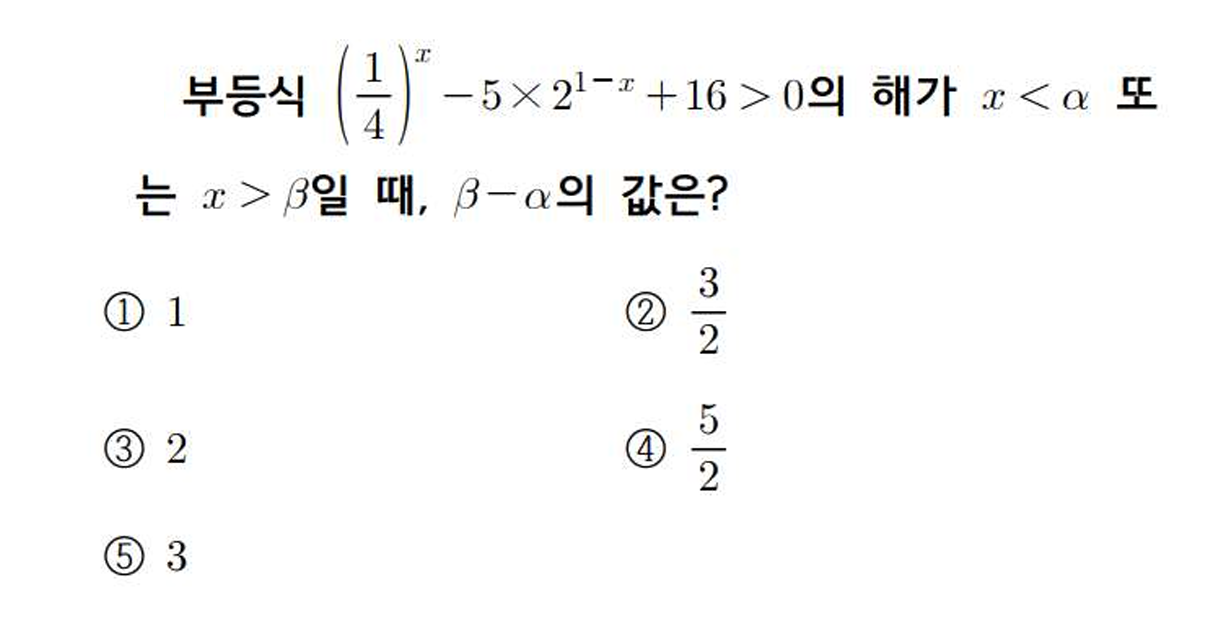 부등식 $\left(\frac{1}{4}\right)^x - 5 \times 2^{1-x} + 16 > 0$의 해가 $x < \alpha$ 또
는 $x > \beta$일 때, $\beta - \alpha$의 값은?
① 1 ② $\frac{3}{2}$
③ 2 ④ $\frac{5}{2}$
⑤ 3